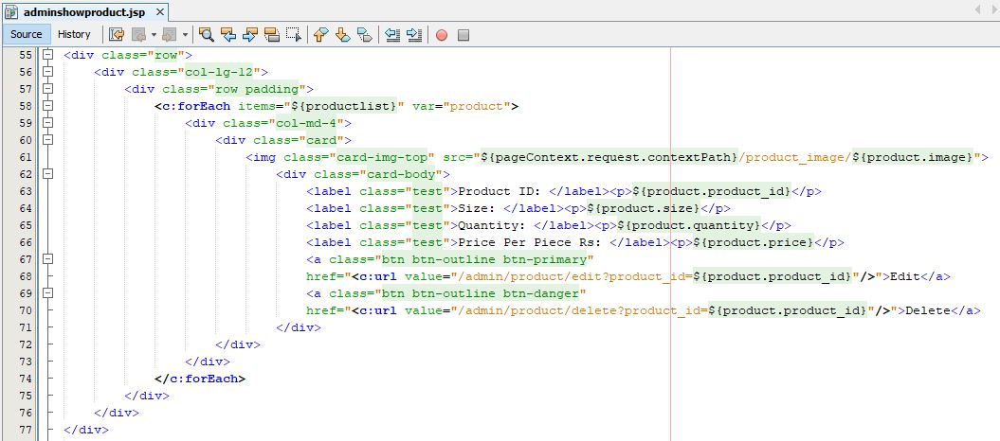 adminshowproduct.jsp
Source History
55 <div class="row">
56 <div class="col-lg-12">
57 <div class="row padding">
58 <c:forEach items="${productlist}" var="product">
59 <div class="col-md-4">
60 <div class="card">
61 <img class="card-img-top" src="${pageContext.request.contextPath}/product_image/${product.image}">
62 <div class="card-body">
63 <label class="test">Product ID: </label><p>${product.product_id}</p>
64 <label class="test">Size: </label><p>${product.size}</p>
65 <label class="test">Quantity: </label><p>${product.quantity}</p>
66 <label class="test">Price Per Piece Rs: </label><p>${product.price}</p>
67 <a class="btn btn-outline btn-primary"
68 href="<c:url value="/admin/product/edit?product_id=${product.product_id}"/>">Edit</a>
69 <a class="btn btn-outline btn-danger"
70 href="<c:url value="/admin/product/delete?product_id=${product.product_id}"/>">Delete</a>
71 </div>
72 </div>
73 </div>
74 </c:forEach>
75 </div>
76 </div>
77 </div>